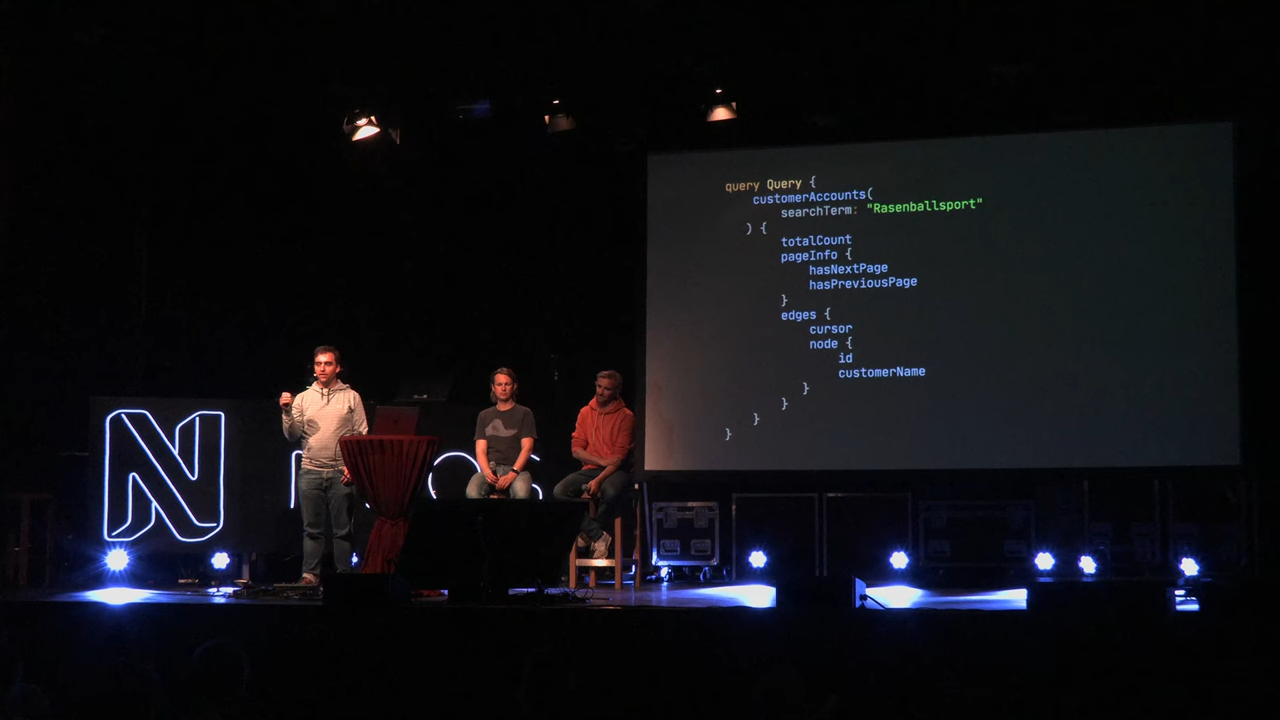 query Query {
customerAccounts(
searchTerm: "Rasenballsport"
) {
totalCount
pageInfo {
hasNextPage
hasPreviousPage
}
edges {
cursor
node {
id
customerName
}
}
}
}